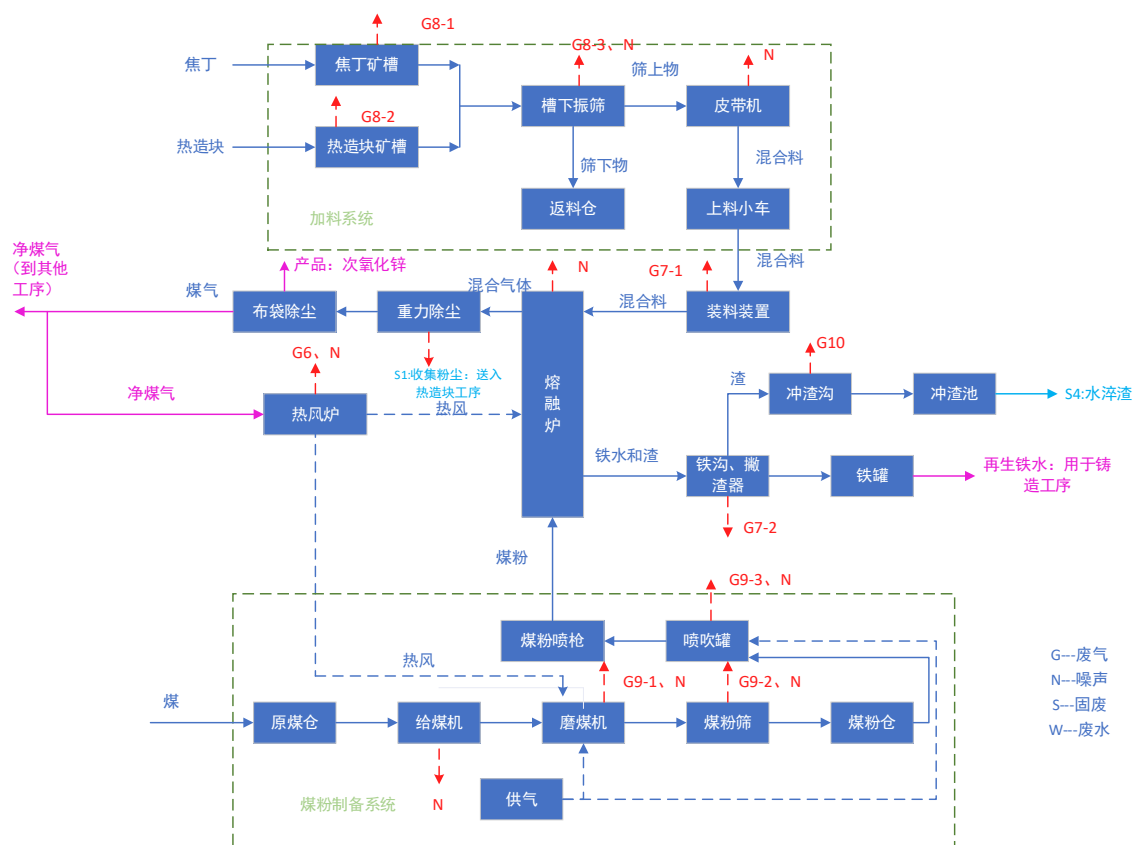 G8-1
焦丁
焦丁矿槽
G8-3、N
筛上物
N
G8-2
槽下振筛
皮带机
热造块
热造块矿槽
筛下物
混合料
返料仓
上料小车
加料系统
净煤气
（到其他
工序）
产品：次氧化锌
N
G7-1
混合料
煤气
混合气体
混合料
布袋除尘
重力除尘
装料装置
G6、N
S1:收集粉尘：送入
热造块工序
G10
净煤气
热风炉
热风
熔
融
炉
渣
冲渣沟
冲渣池
S4:水淬渣
铁水和渣
铁沟、撇
渣器
铁罐
再生铁水：用于铸
造工序
G7-2
煤粉
G9-3、N
煤粉喷枪
喷吹罐
热风
G9-1、N
G9-2、N
煤
原煤仓
给煤机
磨煤机
煤粉筛
煤粉仓
N
供气
煤粉制备系统
G---废气
N---噪声
S---固废
W---废水